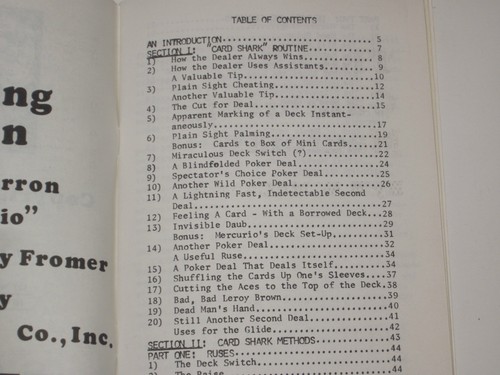 ng
n
rron
io”
y Fromer
y
Co., Inc.
TABLE OF CONTENTS
AN INTRODUCTION.......................... 5
SECTION I: "CARD SHARK" ROUTINE.......... 7
1) How the Dealer Always Wins............ 8
2) How the Dealer Uses Assistants........ 9
A Valuable Tip........................10
3) Plain Sight Cheating..................12
Another Valuable Tip..................14
4) The Cut for Deal......................15
5) Apparent Marking of a Deck Instant-
aneously..............................17
6) Plain Sight Palming...................19
Bonus: Cards to Box of Mini Cards.....21
7) Miraculous Deck Switch (?)............22
8) A Blindfolded Poker Deal..............24
9) Spectator's Choice Poker Deal.........25
10) Another Wild Poker Deal..............26
11) A Lightning Fast, Indetectable Second
Deal.................................27
12) Feeling A Card - With a Borrowed Deck...28
13) Invisible Daub.......................29
Bonus: Mercurio's Deck Set-Up........31
14) Another Poker Deal...................32
A Useful Ruse........................34
15) A Poker Deal That Deals Itself.......34
16) Shuffling the Cards Up One's Sleeves....37
17) Cutting the Aces to the Top of the Deck.38
18) Bad, Bad Leroy Brown.................39
19) Dead Man's Hand......................40
20) Still Another Second Deal............41
Uses for the Glide...................42
SECTION II: CARD SHARK METHODS..........43
PART ONE: RUSES.........................44
1) The Deck Switch.......................44